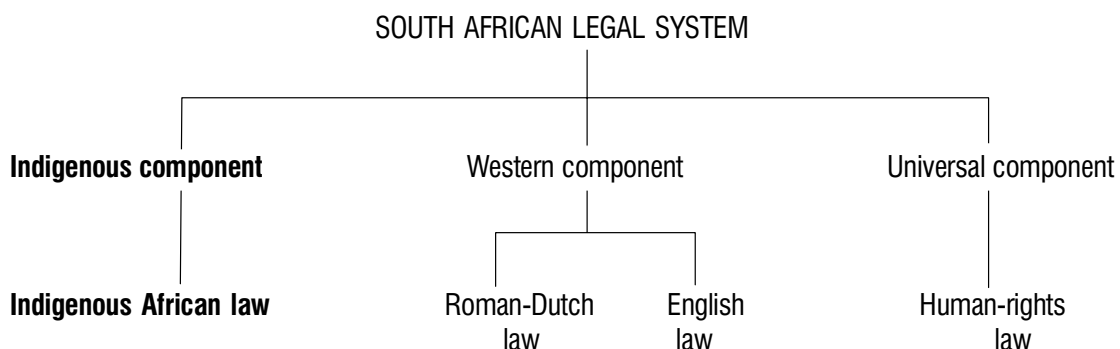 SOUTH AFRICAN LEGAL SYSTEM
Indigenous component
Western component
Universal component
Indigenous African law
Roman-Dutch
law
English
law
Human-rights
law